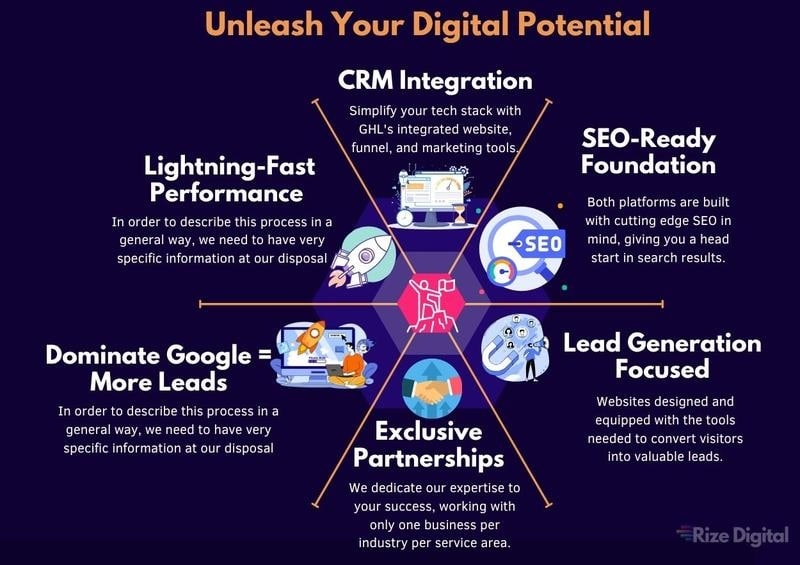 Unleash Your Digital Potential
CRM Integration
Simplify your tech stack with
GHL's integrated website,
funnel, and marketing tools.
SEO-Ready
Foundation
Both platforms are built
with cutting edge SEO in
mind, giving you a head
start in search results.
Lightning-Fast
Performance
In order to describe this process in a
general way, we need to have very
specific information at our disposal
SEO
Dominate Google =
More Leads
In order to describe this process in a
general way, we need to have very
specific information at our disposal
Lead Generation
Focused
Websites designed and
equipped with the tools
needed to convert visitors
into valuable leads.
Exclusive
Partnerships
We dedicate our expertise to
your success, working with
only one business per
industry per service area.
Rize Digital